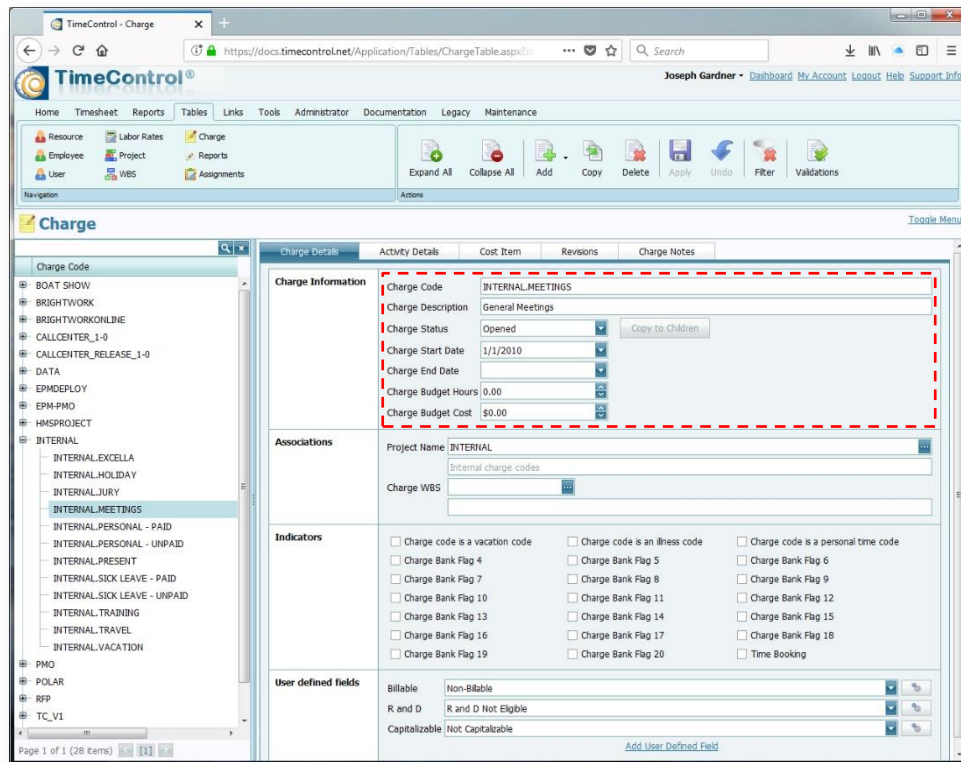 TimeControl - Charge
https://docs.timecontrol.net/Application/Tables/ChargeTable.aspx?s
Search
TimeControl®
Joseph Gardner • Dashboard My Account Logout Help Support Info
Home Timesheet Reports Tables Links Tools Administrator Documentation Legacy Maintenance
Resource Labor Rates Charge
Employee Project Reports
User WBS Assignments
Expand All Collapse All Add Copy Delete Apply Undo Filter Validations
Navigation Actions
Charge
Toggle Menu
Charge Details Activity Details Cost Item Revisions Charge Notes
Charge Code
BOAT SHOW
BRIGHTWORK
BRIGHTWORKONLINE
CALLCENTER_1-0
CALLCENTER_RELEASE_1-0
DATA
EPMDEPLOY
EPM-PMO
HMSPROJECT
INTERNAL
INTERNAL.EXCELLA
INTERNAL.HOLIDAY
INTERNAL.JURY
INTERNAL.MEETINGS
INTERNAL.PERSONAL - PAID
INTERNAL.PERSONAL - UNPAID
INTERNAL.PRESENT
INTERNAL.SICK LEAVE - PAID
INTERNAL.SICK LEAVE - UNPAID
INTERNAL.TRAINING
INTERNAL.TRAVEL
INTERNAL.VACATION
PMO
POLAR
RFP
TC_V1
Page 1 of 1 (28 items) [1]
Charge Information
Charge Code INTERNAL.MEETINGS
Charge Description General Meetings
Charge Status Opened Copy to Children
Charge Start Date 1/1/2010
Charge End Date
Charge Budget Hours 0.00
Charge Budget Cost $0.00
Associations
Project Name INTERNAL
Internal charge codes
Charge WBS
Indicators
Charge code is a vacation code Charge code is an illness code Charge code is a personal time code
Charge Bank Flag 4 Charge Bank Flag 5 Charge Bank Flag 6
Charge Bank Flag 7 Charge Bank Flag 8 Charge Bank Flag 9
Charge Bank Flag 10 Charge Bank Flag 11 Charge Bank Flag 12
Charge Bank Flag 13 Charge Bank Flag 14 Charge Bank Flag 15
Charge Bank Flag 16 Charge Bank Flag 17 Charge Bank Flag 18
Charge Bank Flag 19 Charge Bank Flag 20 Time Booking
User defined fields
Billable Non-Billable
R and D R and D Not Eligible
Capitalizable Not Capitalizable
Add User Defined Field